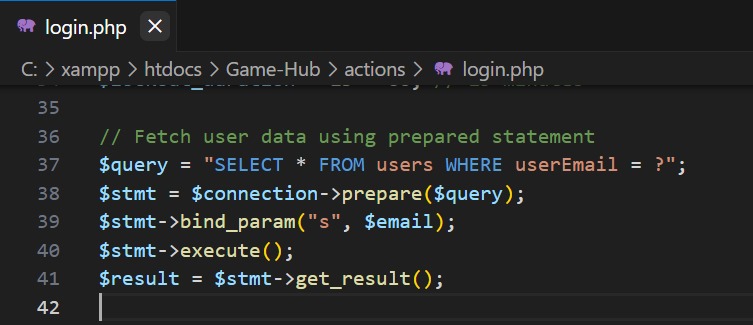 login.php
C: > xampp > htdocs > Game-Hub > actions > login.php
35
36 // Fetch user data using prepared statement
37 $query = "SELECT * FROM users WHERE userEmail = ?";
38 $stmt = $connection->prepare($query);
39 $stmt->bind_param("s", $email);
40 $stmt->execute();
41 $result = $stmt->get_result();
42